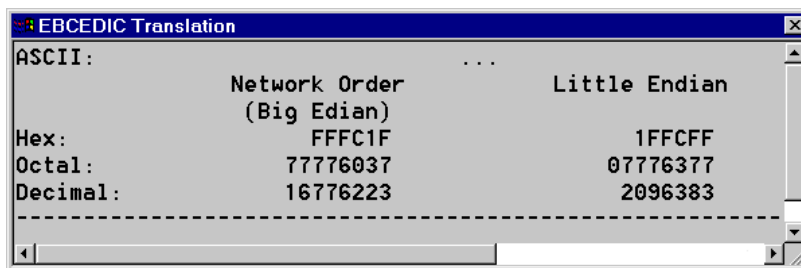 EBCEDIC Translation
ASCII: ...
Network Order Little Endian
(Big Edian)
Hex: FFFC1F 1FFCFF
Octal: 77776037 07776377
Decimal: 16776223 2096383
---------------------------------------------------------